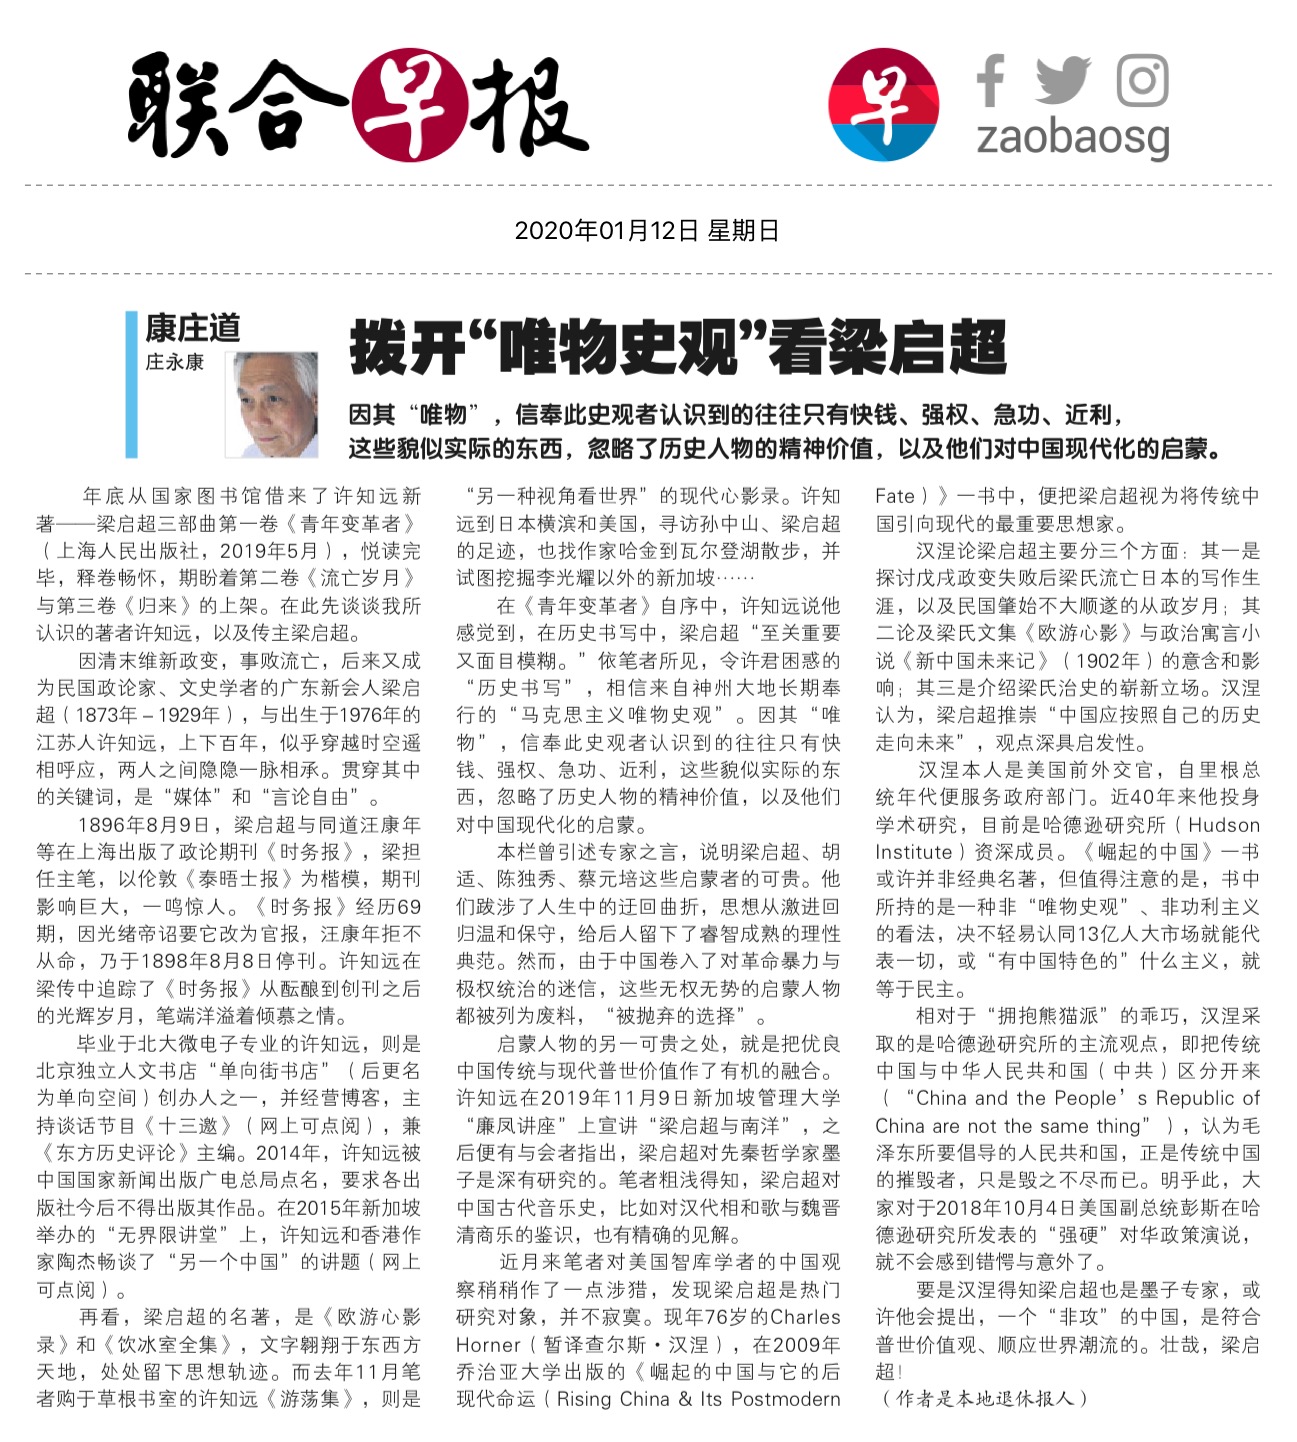 联合早报
早
zaobaosg
2020年01月12日 星期日
康庄道
庄永康
拨开“唯物史观”看梁启超
因其“唯物”，信奉此史观者认识到的往往只有快钱、强权、急功、近利，
这些貌似实际的东西，忽略了历史人物的精神价值，以及他们对中国现代化的启蒙。
年底从国家图书馆借来了许知远新
著——梁启超三部曲第一卷《青年变革者》
（上海人民出版社，2019年5月），悦读完
毕，释卷畅怀，期盼着第二卷《流亡岁月》
与第三卷《归来》的上架。在此先谈谈我所
认识的著者许知远，以及传主梁启超。
因清末维新政变，事败流亡，后来又成
为民国政论家、文史学者的广东新会人梁启
超（1873年－1929年），与出生于1976年的
江苏人许知远，上下百年，似乎穿越时空遥
相呼应，两人之间隐隐一脉相承。贯穿其中
的关键词，是“媒体”和“言论自由”。
1896年8月9日，梁启超与同道汪康年
等在上海出版了政论期刊《时务报》，梁担
任主笔，以伦敦《泰晤士报》为楷模，期刊
影响巨大，一鸣惊人。《时务报》经历69
期，因光绪帝诏要它改为官报，汪康年拒不
从命，乃于1898年8月8日停刊。许知远在
梁传中追踪了《时务报》从酝酿到创刊之后
的光辉岁月，笔端洋溢着倾慕之情。
毕业于北大微电子专业的许知远，则是
北京独立人文书店“单向街书店”（后更名
为单向空间）创办人之一，并经营博客，主
持谈话节目《十三邀》（网上可点阅），兼
《东方历史评论》主编。2014年，许知远被
中国国家新闻出版广电总局点名，要求各出
版社今后不得出版其作品。在2015年新加坡
举办的“无界限讲堂”上，许知远和香港作
家陶杰畅谈了“另一个中国”的讲题（网上
可点阅）。
再看，梁启超的名著，是《欧游心影
录》和《饮冰室全集》，文字翱翔于东西方
天地，处处留下思想轨迹。而去年11月笔
者购于草根书室的许知远《游荡集》，则是
“另一种视角看世界”的现代心影录。许知
远到日本横滨和美国，寻访孙中山、梁启超
的足迹，也找作家哈金到瓦尔登湖散步，并
试图挖掘李光耀以外的新加坡……
在《青年变革者》自序中，许知远说他
感觉到，在历史书写中，梁启超“至关重要
又面目模糊。”依笔者所见，令许君困惑的
“历史书写”，相信来自神州大地长期奉
行的“马克思主义唯物史观”。因其“唯
物”，信奉此史观者认识到的往往只有快
钱、强权、急功、近利，这些貌似实际的东
西，忽略了历史人物的精神价值，以及他们
对中国现代化的启蒙。
本栏曾引述专家之言，说明梁启超、胡
适、陈独秀、蔡元培这些启蒙者的可贵。他
们跋涉了人生中的迂回曲折，思想从激进回
归温和保守，给后人留下了睿智成熟的理性
典范。然而，由于中国卷入了对革命暴力与
极权统治的迷信，这些无权无势的启蒙人物
都被列为废料，“被抛弃的选择”。
启蒙人物的另一可贵之处，就是把优良
中国传统与现代普世价值作了有机的融合。
许知远在2019年11月9日新加坡管理大学
“廉凤讲座”上宣讲“梁启超与南洋”，之
后便有与会者指出，梁启超对先秦哲学家墨
子是深有研究的。笔者粗浅得知，梁启超对
中国古代音乐史，比如对汉代相和歌与魏晋
清商乐的鉴识，也有精确的见解。
近月来笔者对美国智库学者的中国观
察稍稍作了一点涉猎，发现梁启超是热门
研究对象，并不寂寞。现年76岁的Charles
Horner（暂译查尔斯·汉涅），在2009年
乔治亚大学出版的《崛起的中国与它的后
现代命运（Rising China & Its Postmodern
Fate）》一书中，便把梁启超视为将传统中
国引向现代的最重要思想家。
汉涅论梁启超主要分三个方面：其一是
探讨戊戌政变失败后梁氏流亡日本的写作生
涯，以及民国肇始不大顺遂的从政岁月；其
二论及梁氏文集《欧游心影》与政治寓言小
说《新中国未来记》（1902年）的意含和影
响；其三是介绍梁氏治史的崭新立场。汉涅
认为，梁启超推崇“中国应按照自己的历史
走向未来”，观点深具启发性。
汉涅本人是美国前外交官，自里根总
统年代便服务政府部门。近40年来他投身
学术研究，目前是哈德逊研究所（Hudson
Institute）资深成员。《崛起的中国》一书
或许并非经典名著，但值得注意的是，书中
所持的是一种非“唯物史观”、非功利主义
的看法，决不轻易认同13亿人大市场就能代
表一切，或“有中国特色的”什么主义，就
等于民主。
相对于“拥抱熊猫派”的乖巧，汉涅采
取的是哈德逊研究所的主流观点，即把传统
中国与中华人民共和国（中共）区分开来
（“China and the People’s Republic of
China are not the same thing”），认为毛
泽东所要倡导的人民共和国，正是传统中国
的摧毁者，只是毁之不尽而已。明乎此，大
家对于2018年10月4日美国副总统彭斯在哈
德逊研究所发表的“强硬”对华政策演说，
就不会感到错愕与意外了。
要是汉涅得知梁启超也是墨子专家，或
许他会提出，一个“非攻”的中国，是符合
普世价值观、顺应世界潮流的。壮哉，梁启
超！
（作者是本地退休报人）